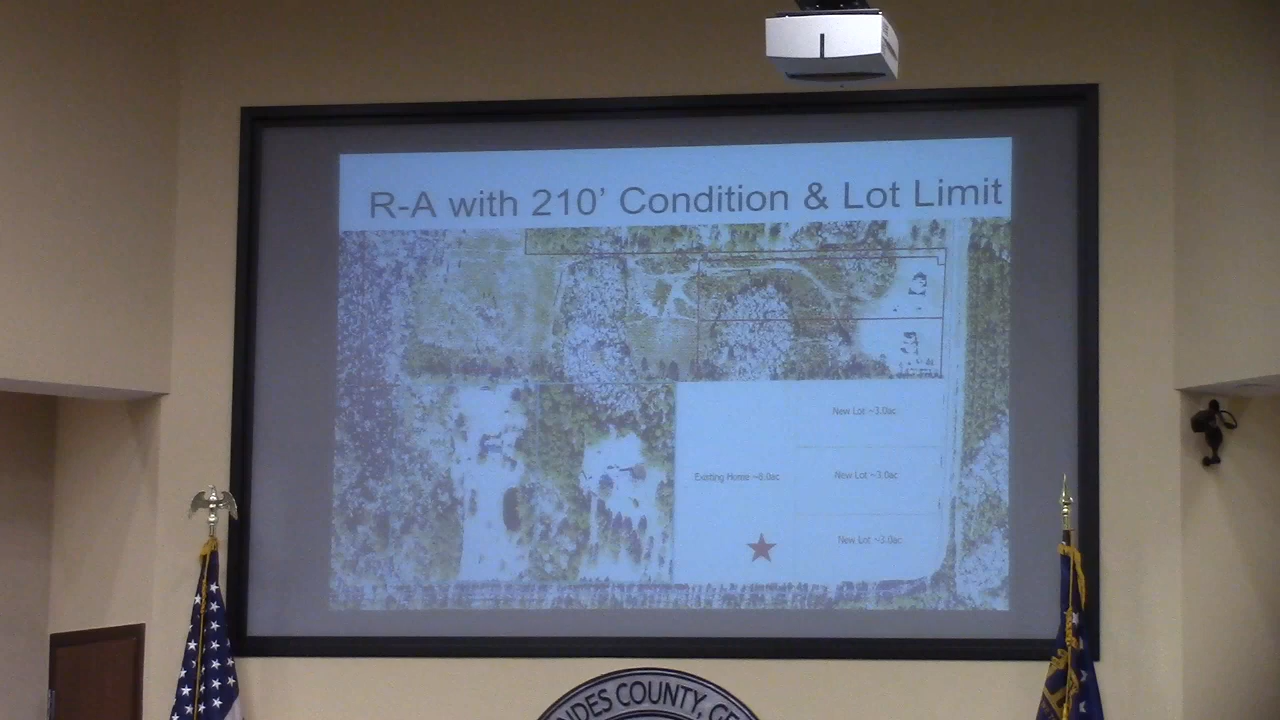 R-A with 210' Condition & Lot Limit
New Lot ~3.0ac
Existing Home ~6.0ac
New Lot ~3.0ac
New Lot ~3.0ac
NDES COUNTY, GE